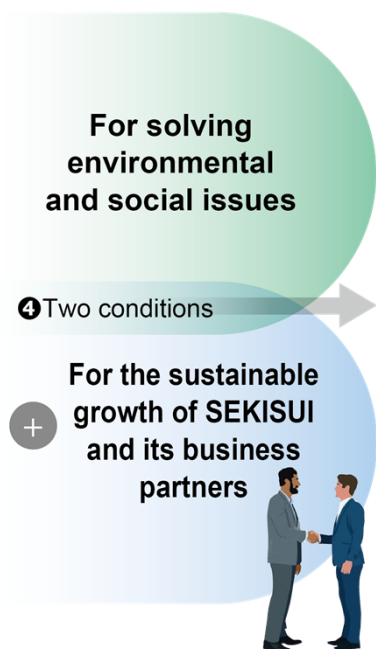 For solving
environmental
and social issues
❹Two conditions
For the sustainable
+ growth of SEKISUI
and its business
partners